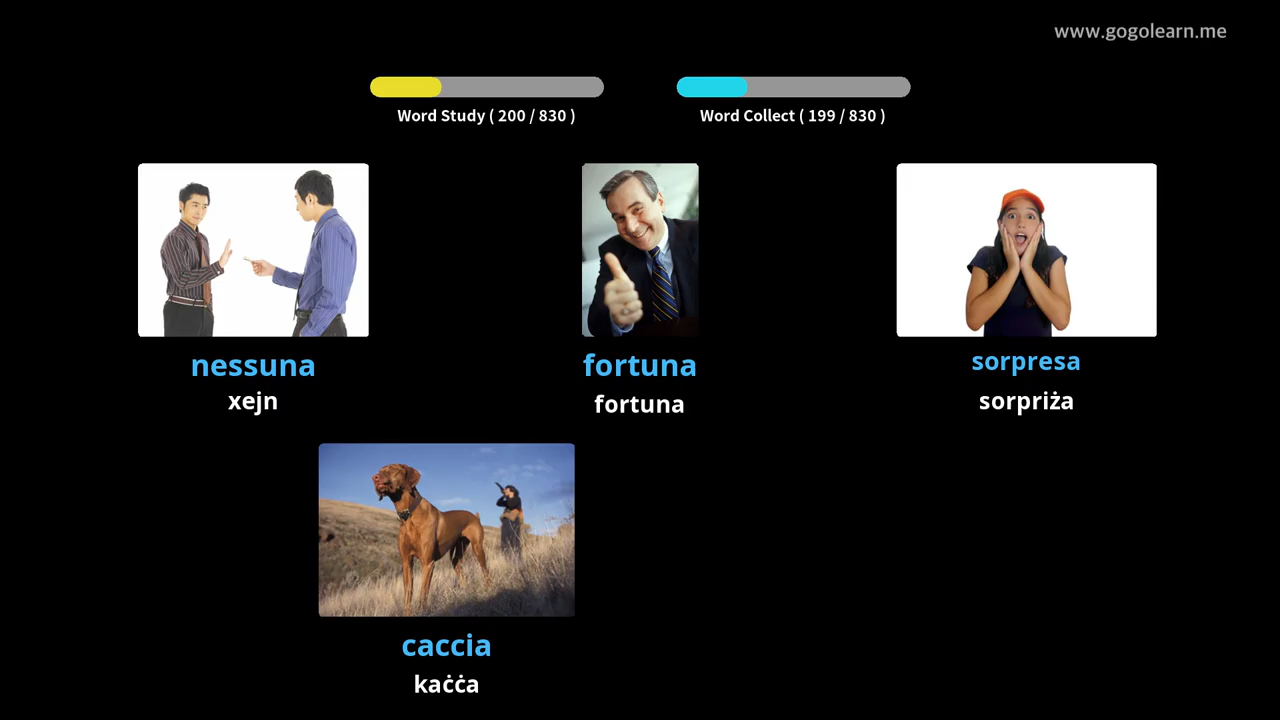 www.gogolearn.me
Word Study ( 200 / 830 )
Word Collect ( 199 / 830 )
nessuna
xejn
fortuna
fortuna
sorpresa
sorpriża
caccia
kaċċa